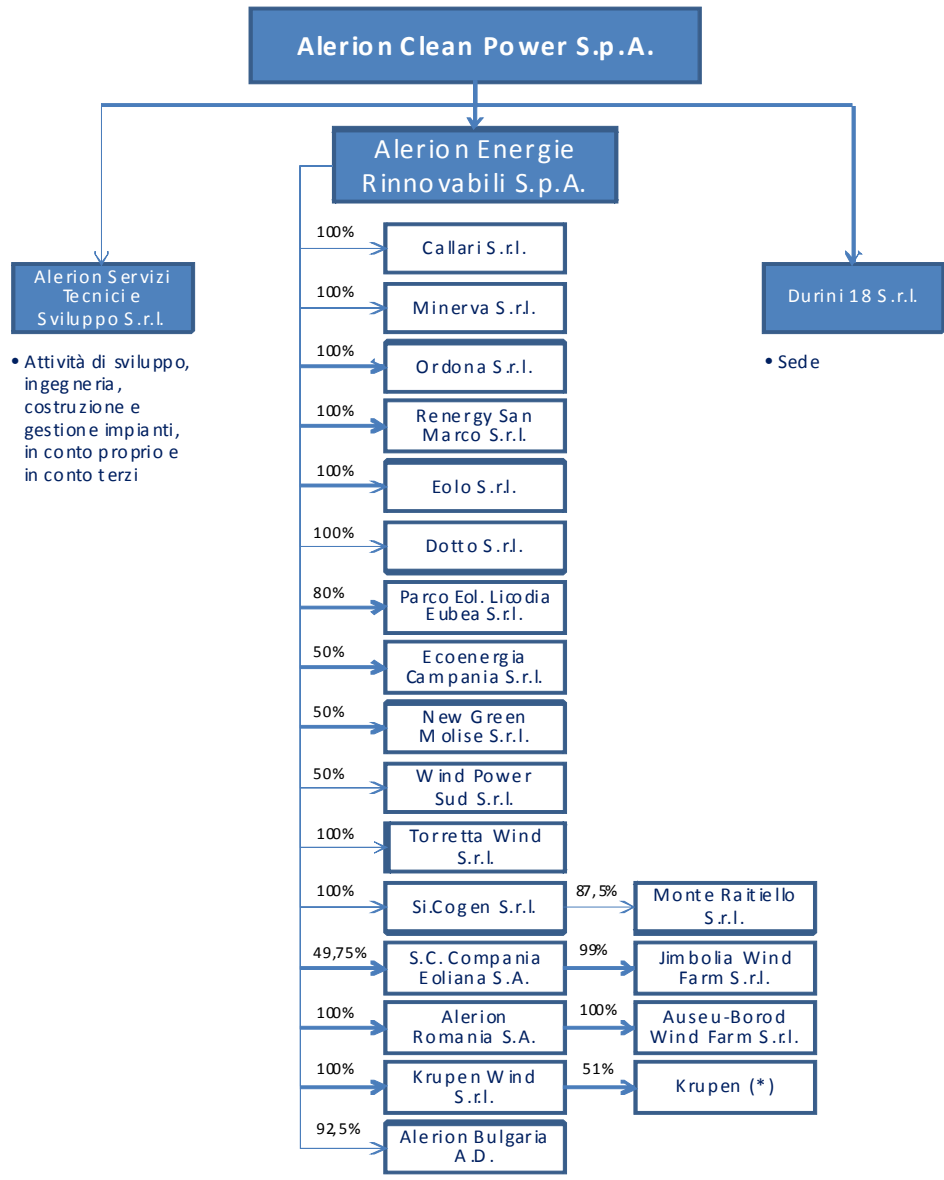 Alerion Clean Power S.p.A.
Alerion Energie
Rinnovabili S.p.A.
Alerion Servizi
Tecnici e
Sviluppo S.r.l.
• Attività di sviluppo,
ingegneria,
costruzione e
gestione impianti,
in conto proprio e
in conto terzi
Durini 18 S.r.l.
• Sede
100%
Callari S.r.l.
100%
Minerva S.r.l.
100%
Ordona S.r.l.
100%
Renergy San
Marco S.r.l.
100%
Eolo S.r.l.
100%
Dotto S.r.l.
80%
Parco Eol. Licodia
Eubea S.r.l.
50%
Ecoenergia
Campania S.r.l.
50%
New Green
Molise S.r.l.
50%
Wind Power
Sud S.r.l.
100%
Torretta Wind
S.r.l.
100%
Si.Cogen S.r.l.
87,5%
Monte Raitiello
S.r.l.
49,75%
S.C. Compania
Eoliana S.A.
99%
Jimbolia Wind
Farm S.r.l.
100%
Alerion
Romania S.A.
100%
Auseu-Borod
Wind Farm S.r.l.
100%
Krupen Wind
S.r.l.
51%
Krupen (*)
92,5%
Alerion Bulgaria
A.D.